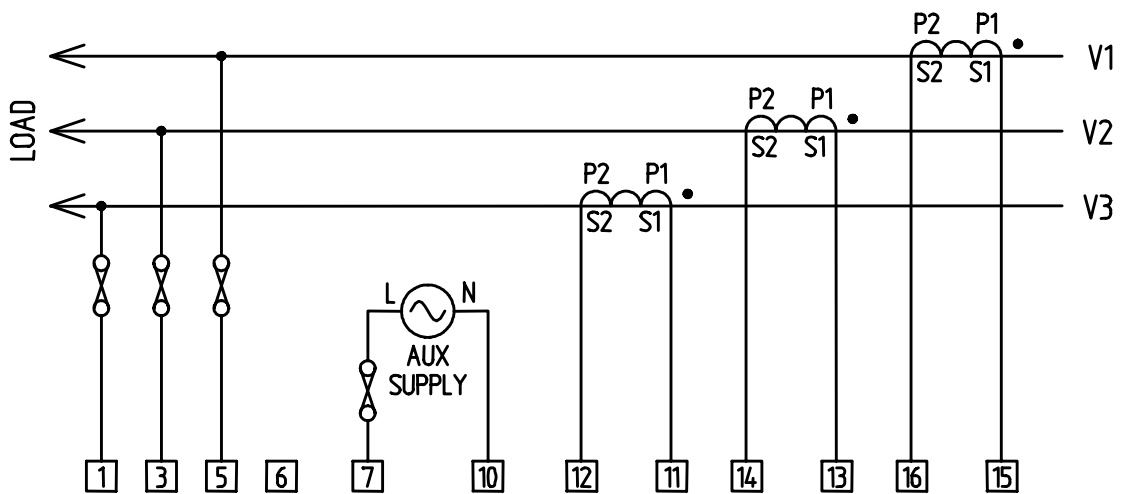 P2 P1
V1
S2 S1
P2 P1
LOAD
V2
S2 S1
P2 P1
V3
S2 S1
L N
AUX
SUPPLY
1 3 5 6 7 10 12 11 14 13 16 15